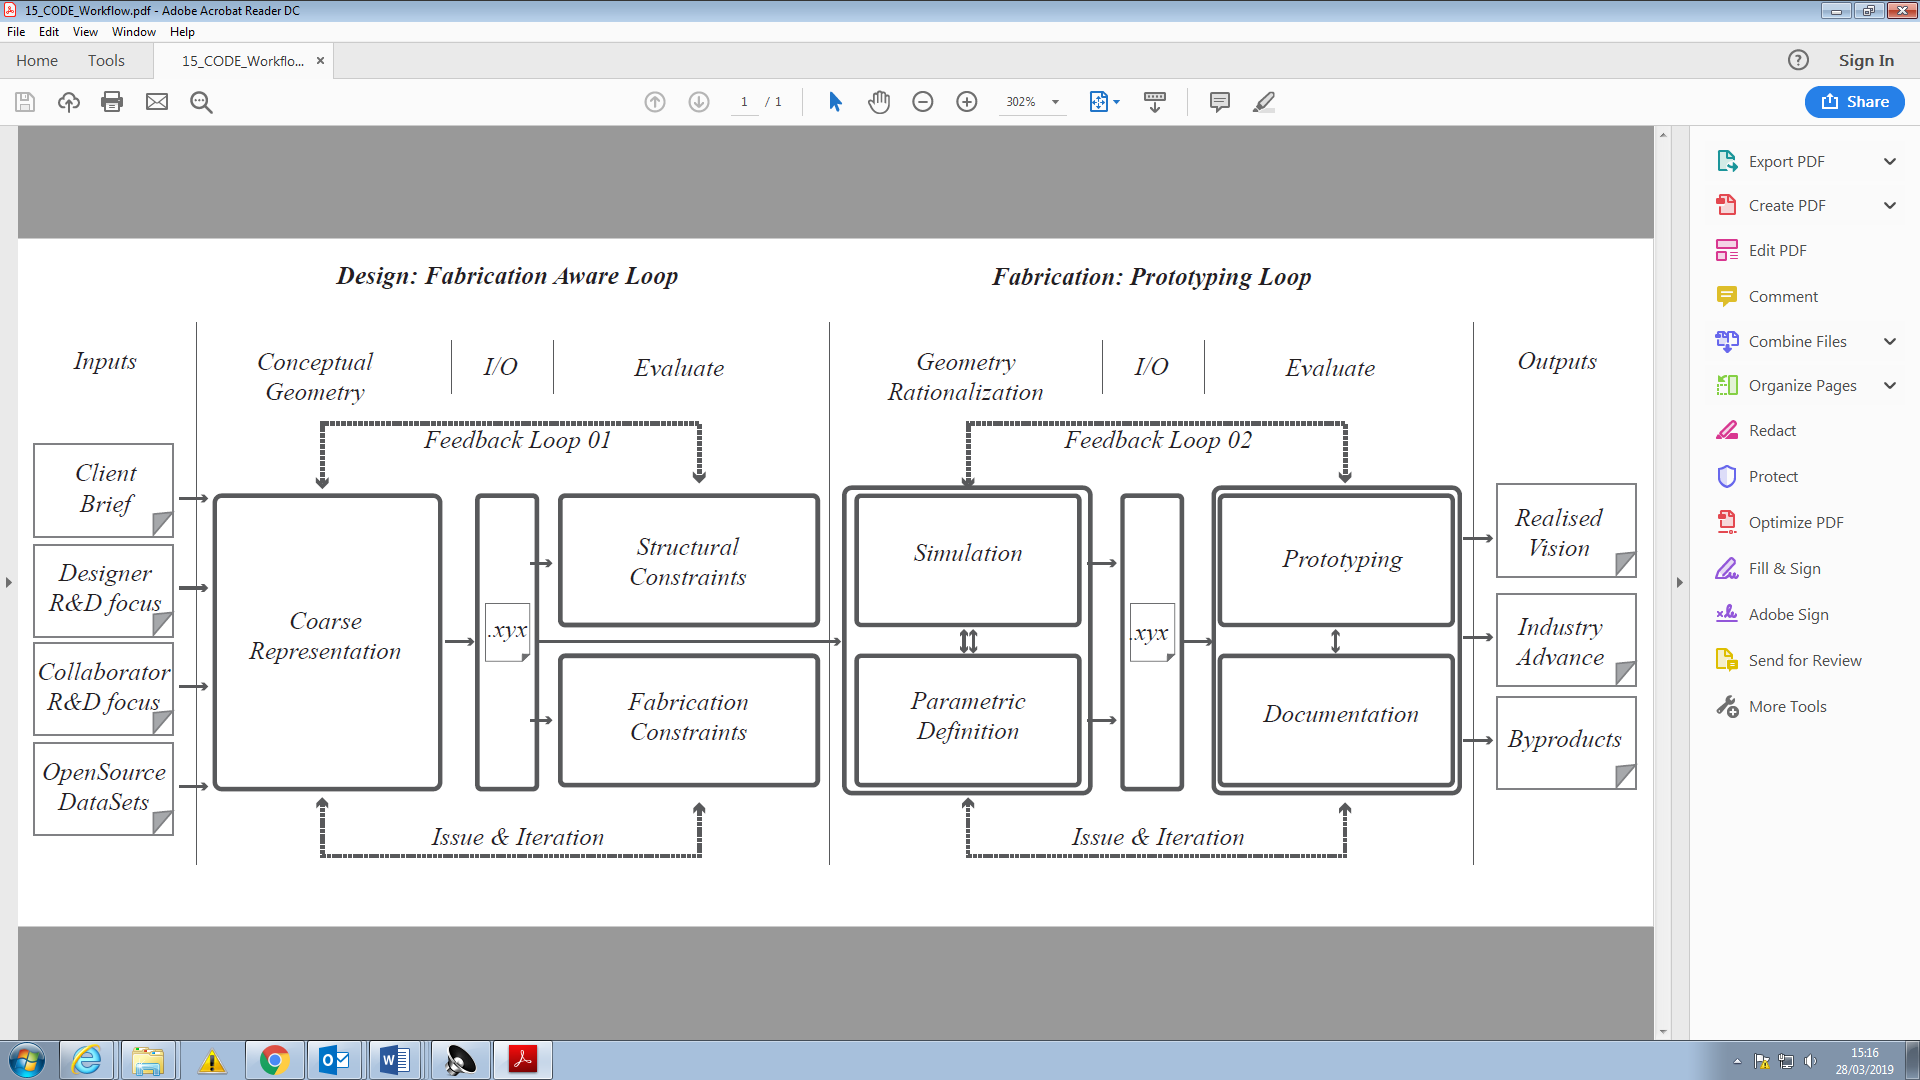 15_CODE_Workflow.pdf - Adobe Acrobat Reader DC
File Edit View Window Help
Home Tools 15_CODE_Workflo... × Sign In
1 / 1 302% Share
Export PDF
Create PDF
Edit PDF
Comment
Combine Files
Organize Pages
Redact
Protect
Optimize PDF
Fill & Sign
Adobe Sign
Send for Review
More Tools
Design: Fabrication Aware Loop
Fabrication: Prototyping Loop
Inputs
Conceptual
Geometry
I/O
Evaluate
Geometry
Rationalization
I/O
Evaluate
Outputs
Feedback Loop 01
Feedback Loop 02
Client
Brief
Designer
R&D focus
Collaborator
R&D focus
OpenSource
DataSets
Coarse
Representation
.xyx
Structural
Constraints
Fabrication
Constraints
Simulation
Parametric
Definition
.xyx
Prototyping
Documentation
Realised
Vision
Industry
Advance
Byproducts
Issue & Iteration
Issue & Iteration
15:16
28/03/2019